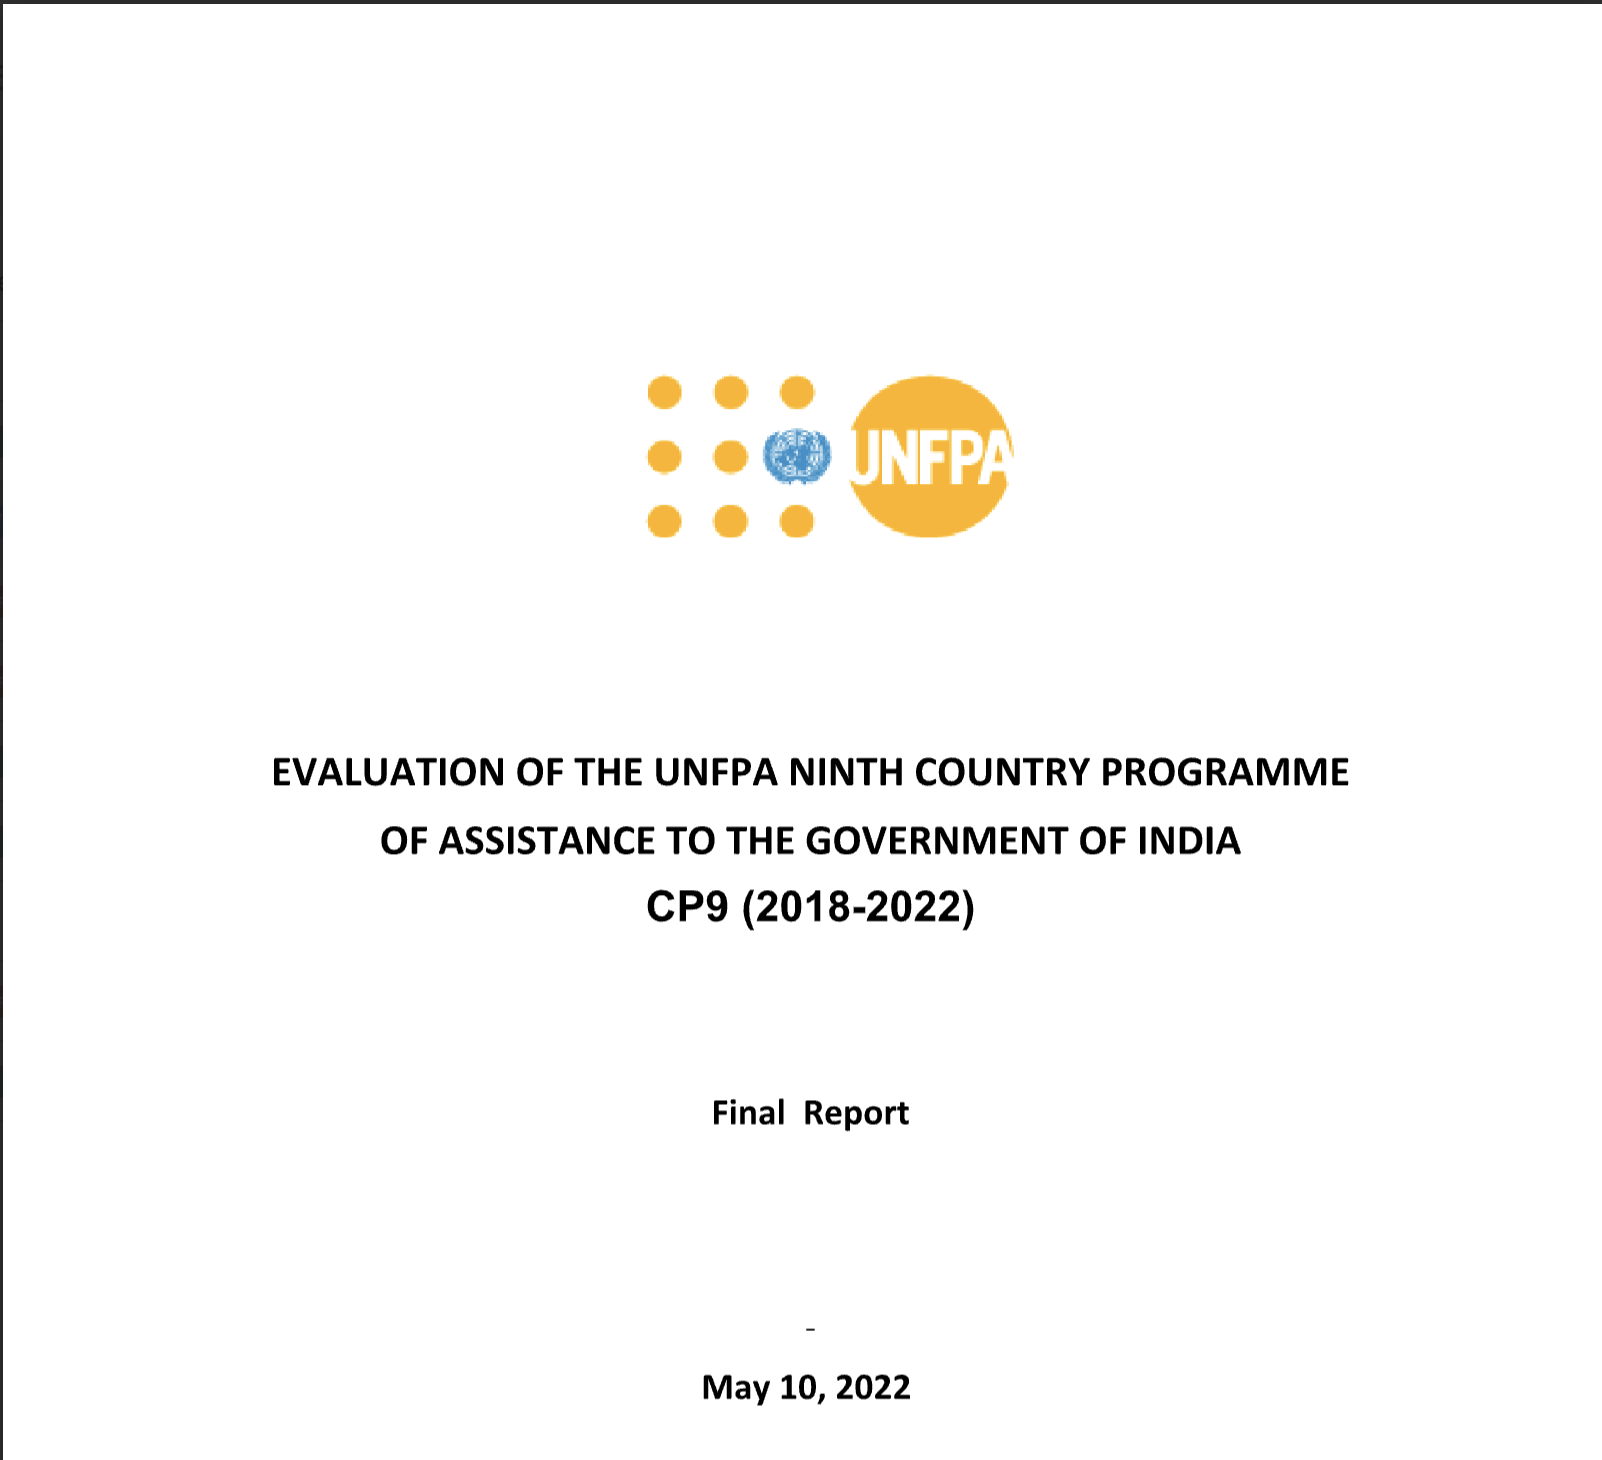 UNFPA
EVALUATION OF THE UNFPA NINTH COUNTRY PROGRAMME
OF ASSISTANCE TO THE GOVERNMENT OF INDIA
CP9 (2018-2022)
Final  Report
-
May 10, 2022